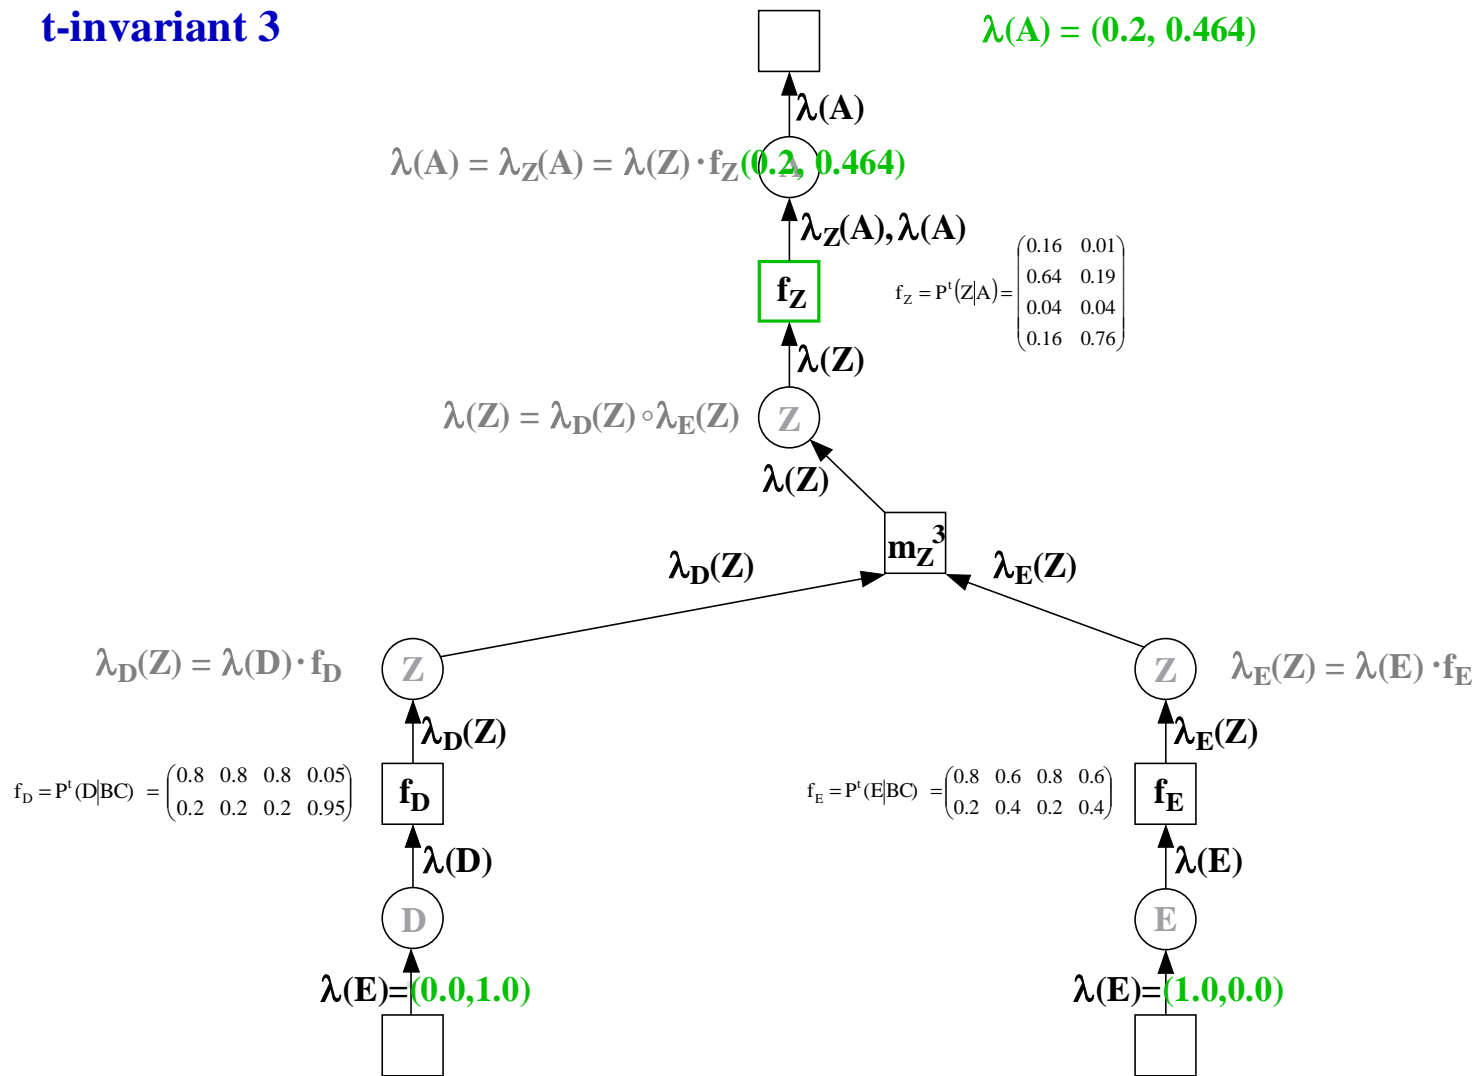 t-invariant 3
λ(A) = (0.2, 0.464)
λ(A)
λ(A) = λZ(A) = λ(Z)·fZ(0.2, 0.464)
A
λZ(A), λ(A)
fZ
fZ = Pt(Z|A) = (0.16 0.01
0.64 0.19
0.04 0.04
0.16 0.76)
λ(Z)
λ(Z) = λD(Z)∘λE(Z)
Z
λ(Z)
mZ3
λD(Z)
λE(Z)
λD(Z) = λ(D)·fD
Z
Z
λE(Z) = λ(E)·fE
λD(Z)
λE(Z)
fD = Pt(D|BC) = (0.8 0.8 0.8 0.05
0.2 0.2 0.2 0.95)
fD
fE = Pt(E|BC) = (0.8 0.6 0.8 0.6
0.2 0.4 0.2 0.4)
fE
λ(D)
λ(E)
D
E
λ(E)=(0.0,1.0)
λ(E)=(1.0,0.0)